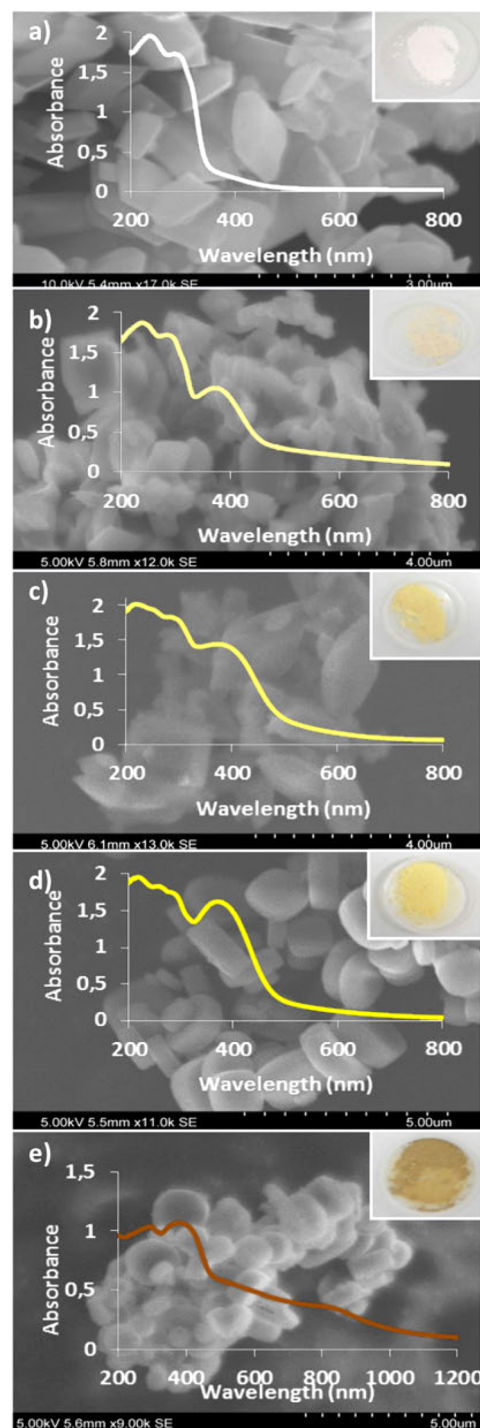 a)
2
1,5
1
0,5
0
Absorbance
200 400 600 800
Wavelength (nm)
10.0kV 5.4mm x17.0k SE 3.00um
b)
2
1,5
1
0,5
0
Absorbance
200 400 600 800
Wavelength (nm)
5.00kV 5.8mm x12.0k SE 4.00um
c)
2
1,5
1
0,5
0
Absorbance
200 400 600 800
Wavelength (nm)
5.00kV 6.1mm x13.0k SE 4.00um
d)
2
1,5
1
0,5
0
Absorbance
200 400 600 800
Wavelength (nm)
5.00kV 5.5mm x11.0k SE 5.00um
e)
1,5
1
0,5
0
Absorbance
200 400 600 800 1000 1200
Wavelength (nm)
5.00kV 5.6mm x9.00k SE 5.00um